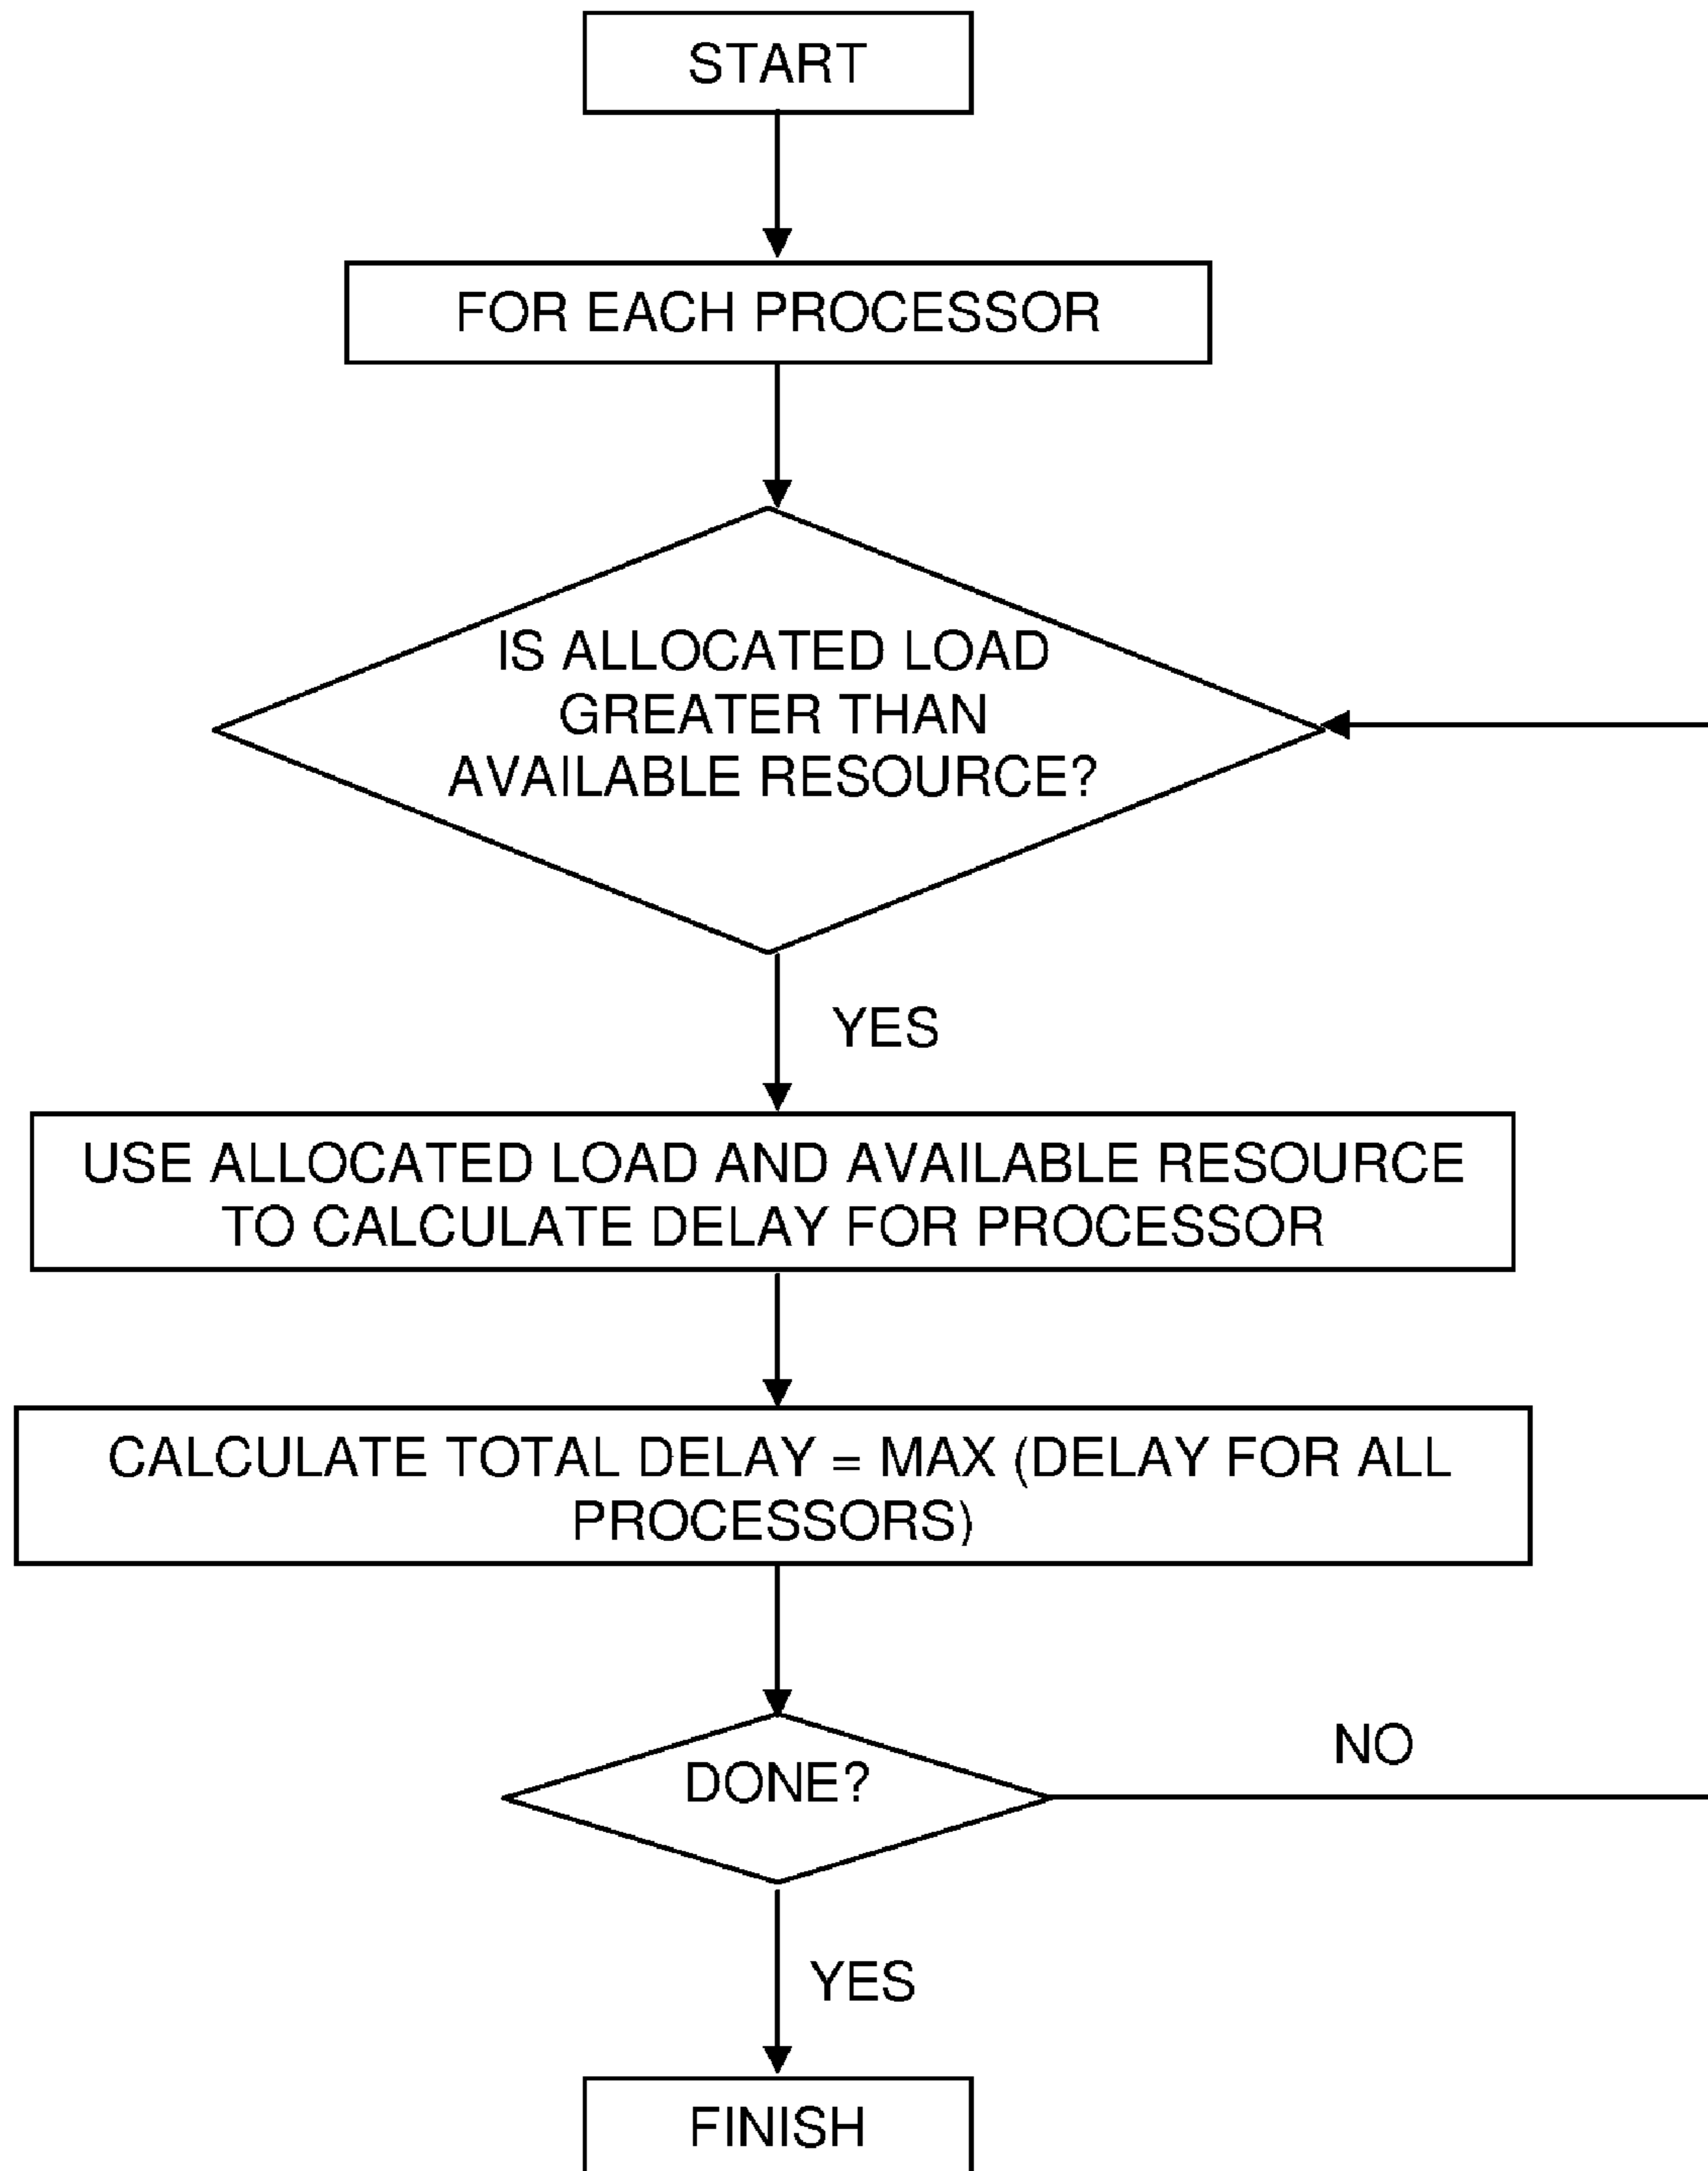 START
FOR EACH PROCESSOR
IS ALLOCATED LOAD
GREATER THAN
AVAILABLE RESOURCE?
YES
USE ALLOCATED LOAD AND AVAILABLE RESOURCE
TO CALCULATE DELAY FOR PROCESSOR
CALCULATE TOTAL DELAY = MAX (DELAY FOR ALL
PROCESSORS)
NO
DONE?
YES
FINISH